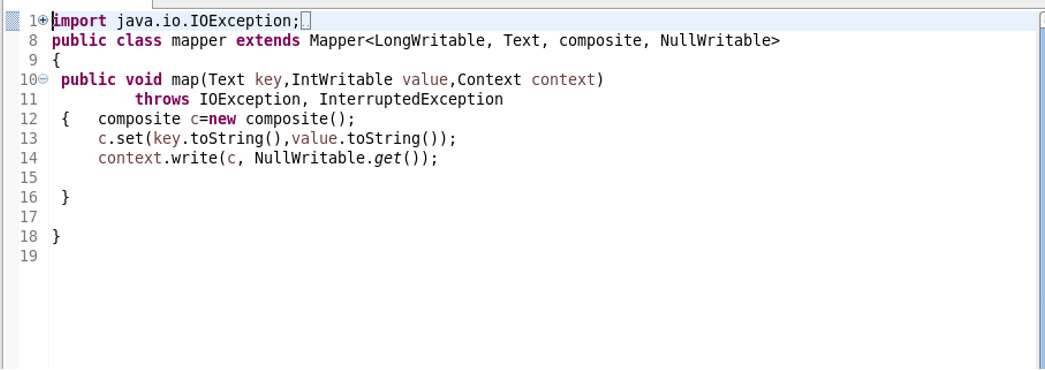 1 import java.io.IOException;
8 public class mapper extends Mapper<LongWritable, Text, composite, NullWritable>
9 {
10 public void map(Text key,IntWritable value,Context context)
11 throws IOException, InterruptedException
12 { composite c=new composite();
13 c.set(key.toString(),value.toString());
14 context.write(c, NullWritable.get());
15
16 }
17
18 }
19